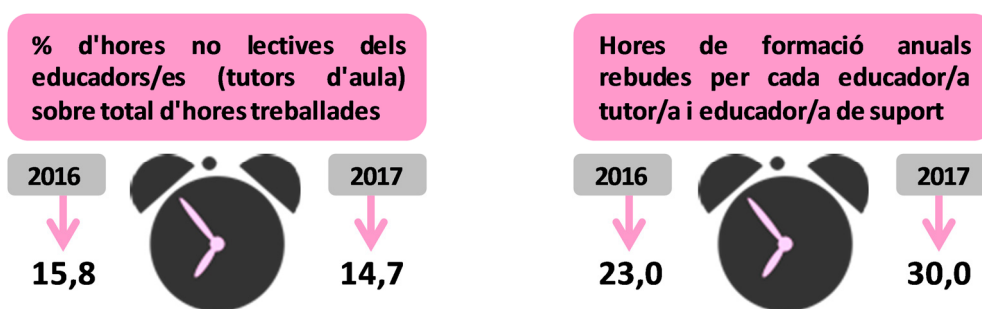 % d'hores no lectives dels
educadors/es (tutors d'aula)
sobre total d'hores treballades
2016
2017
15,8
14,7
Hores de formació anuals
rebudes per cada educador/a
tutor/a i educador/a de suport
2016
2017
23,0
30,0